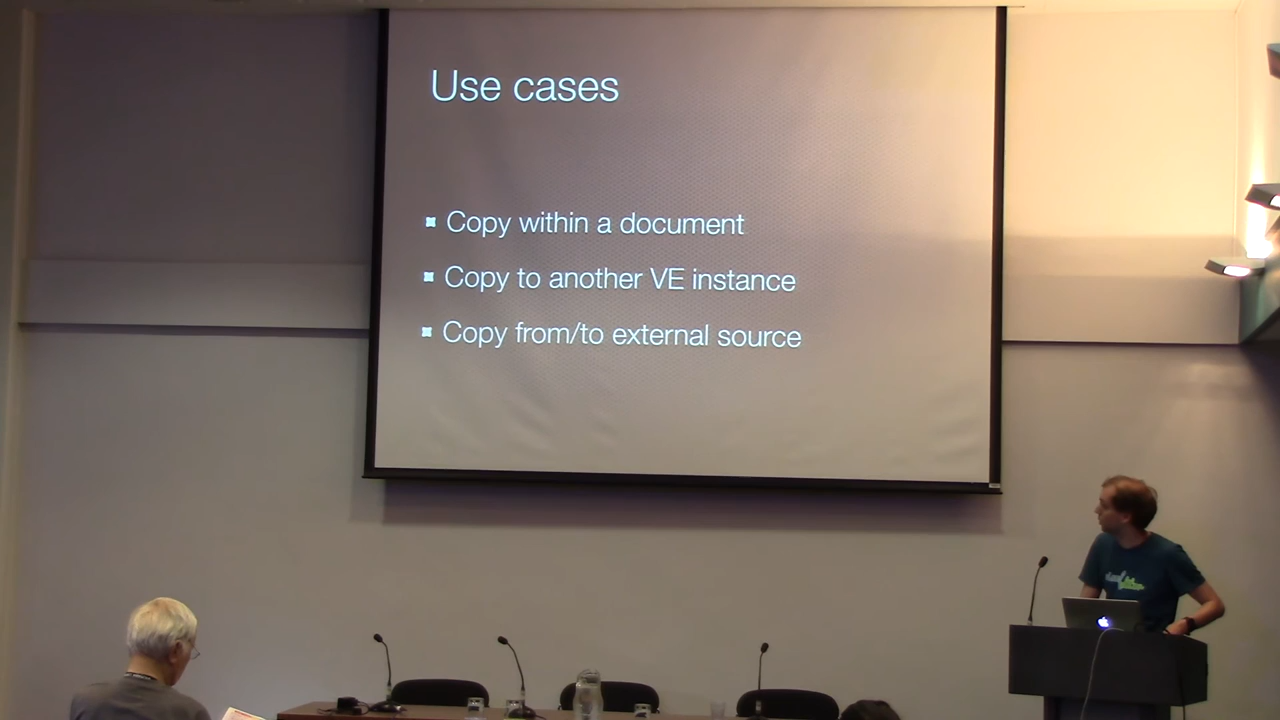 Use cases
Copy within a document
Copy to another VE instance
Copy from/to external source